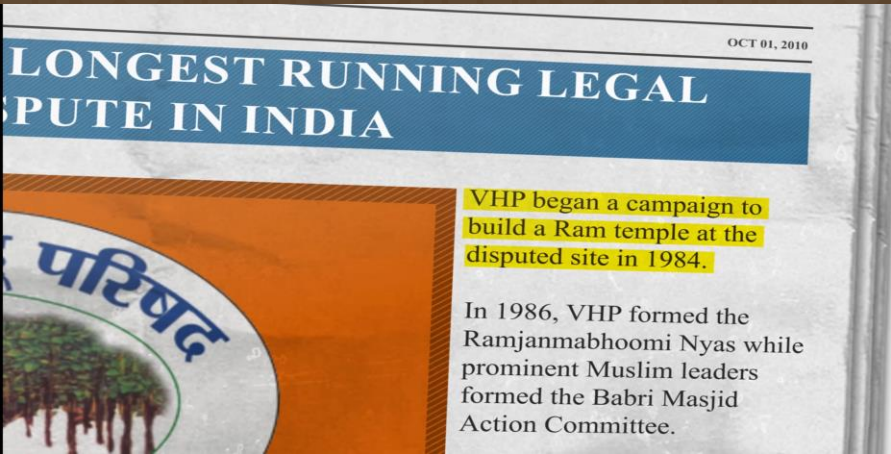 OCT 01, 2010
LONGEST RUNNING LEGAL
SPUTE IN INDIA
VHP began a campaign to
build a Ram temple at the
disputed site in 1984.
In 1986, VHP formed the
Ramjanmabhoomi Nyas while
prominent Muslim leaders
formed the Babri Masjid
Action Committee.
परिषद